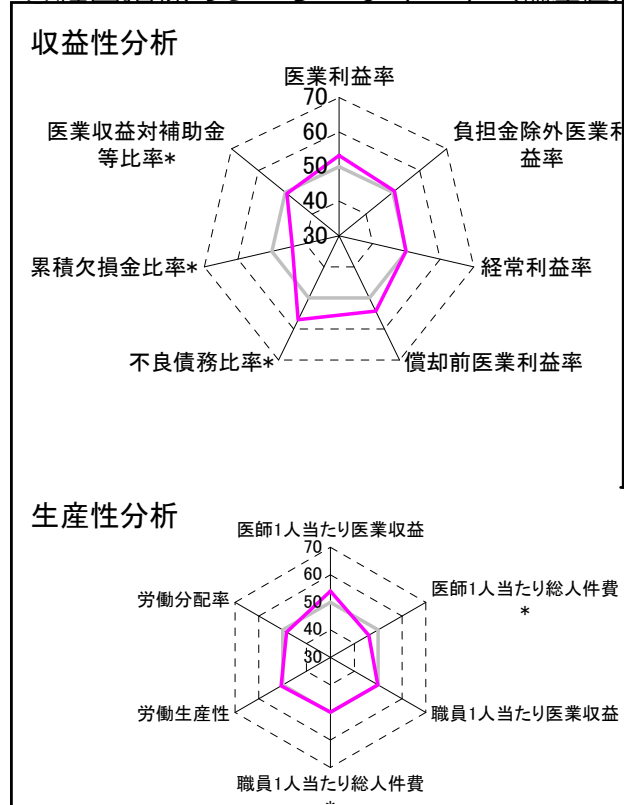 収益性分析
医業利益率
70
60
50
40
30
負担金除外医業利
益率
経常利益率
償却前医業利益率
不良債務比率*
累積欠損金比率*
医業収益対補助金
等比率*
生産性分析
医師1人当たり医業収益
70
60
50
40
30
医師1人当たり総人件費
*
職員1人当たり医業収益
職員1人当たり総人件費
*
労働生産性
労働分配率